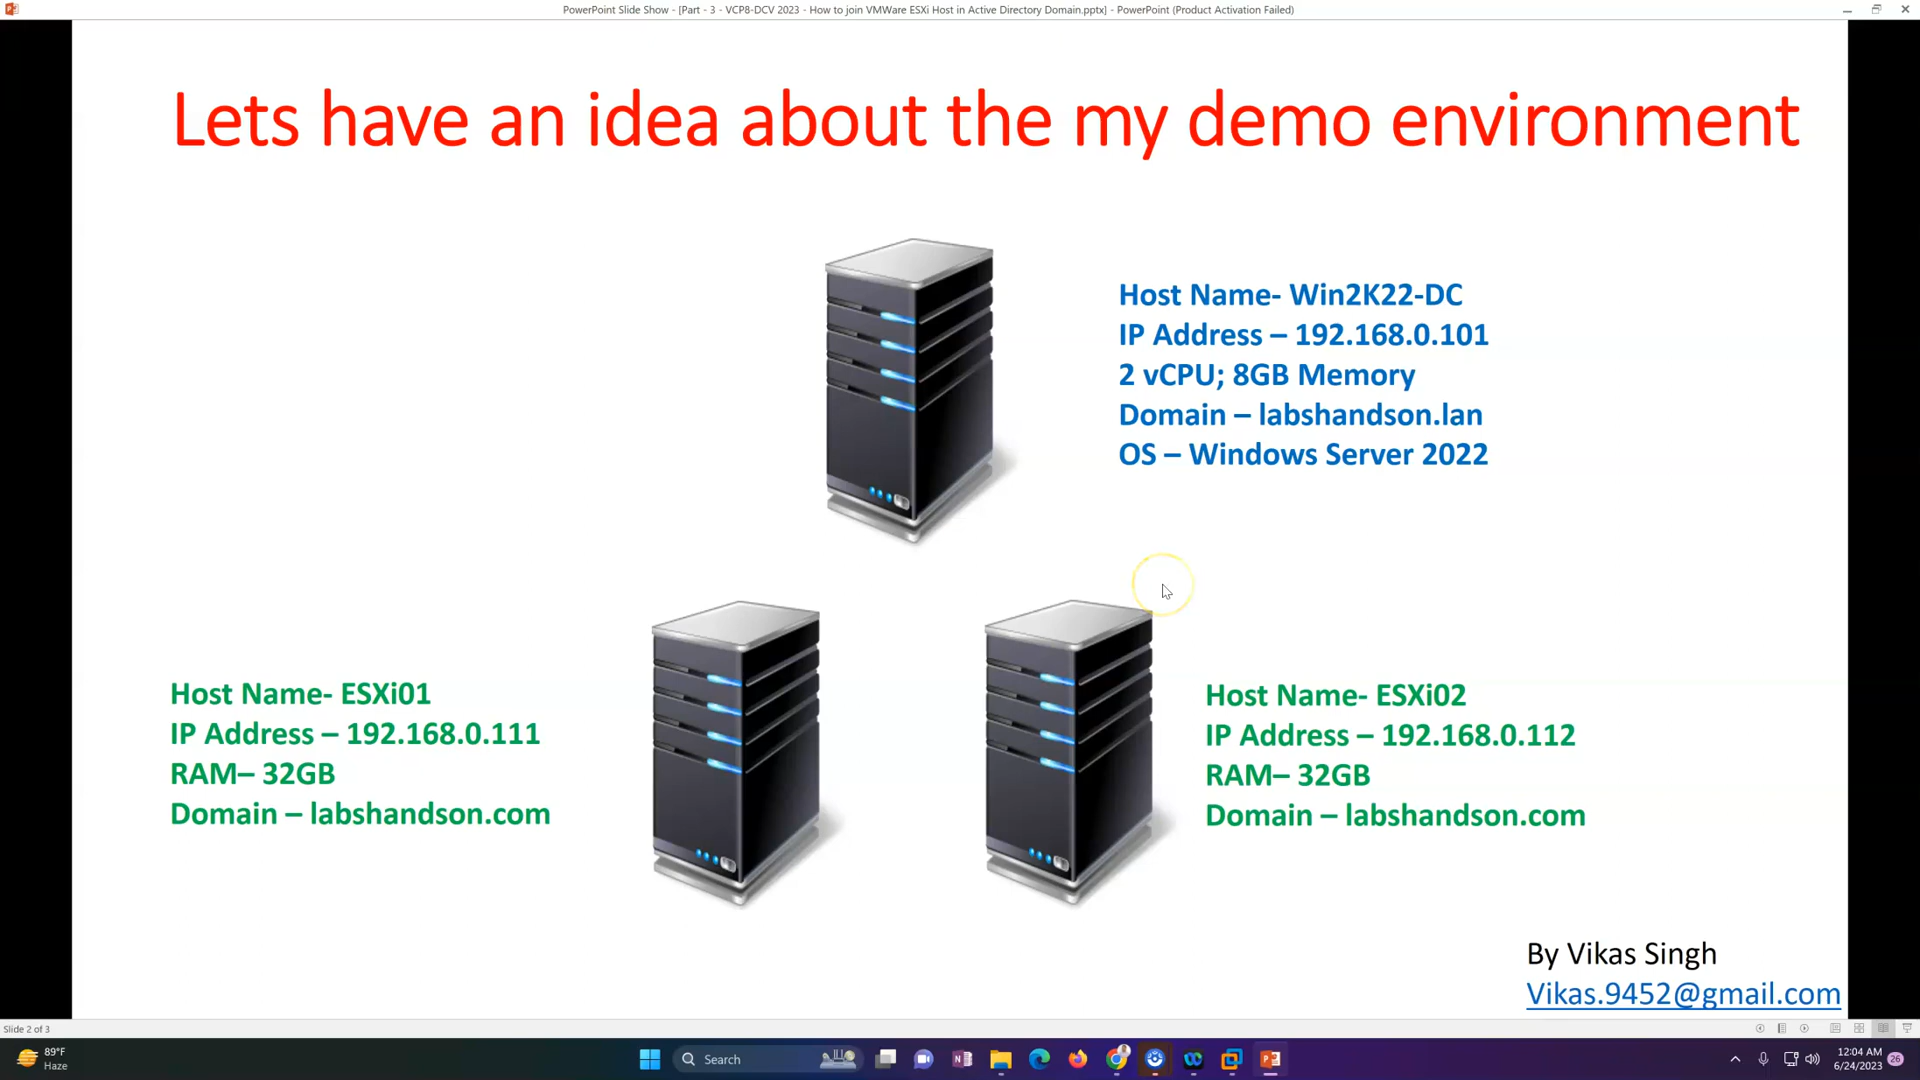 PowerPoint Slide Show - [Part - 3 - VCP8-DCV 2023 - How to join VMWare ESXi Host in Active Directory Domain.pptx] - PowerPoint (Product Activation Failed)
Lets have an idea about the my demo environment
Host Name- Win2K22-DC
IP Address – 192.168.0.101
2 vCPU; 8GB Memory
Domain – labshandson.lan
OS – Windows Server 2022
Host Name- ESXi01
IP Address – 192.168.0.111
RAM– 32GB
Domain – labshandson.com
Host Name- ESXi02
IP Address – 192.168.0.112
RAM– 32GB
Domain – labshandson.com
By Vikas Singh
Vikas.9452@gmail.com
Slide 2 of 3
89°F
Haze
Search
12:04 AM
6/24/2023
26